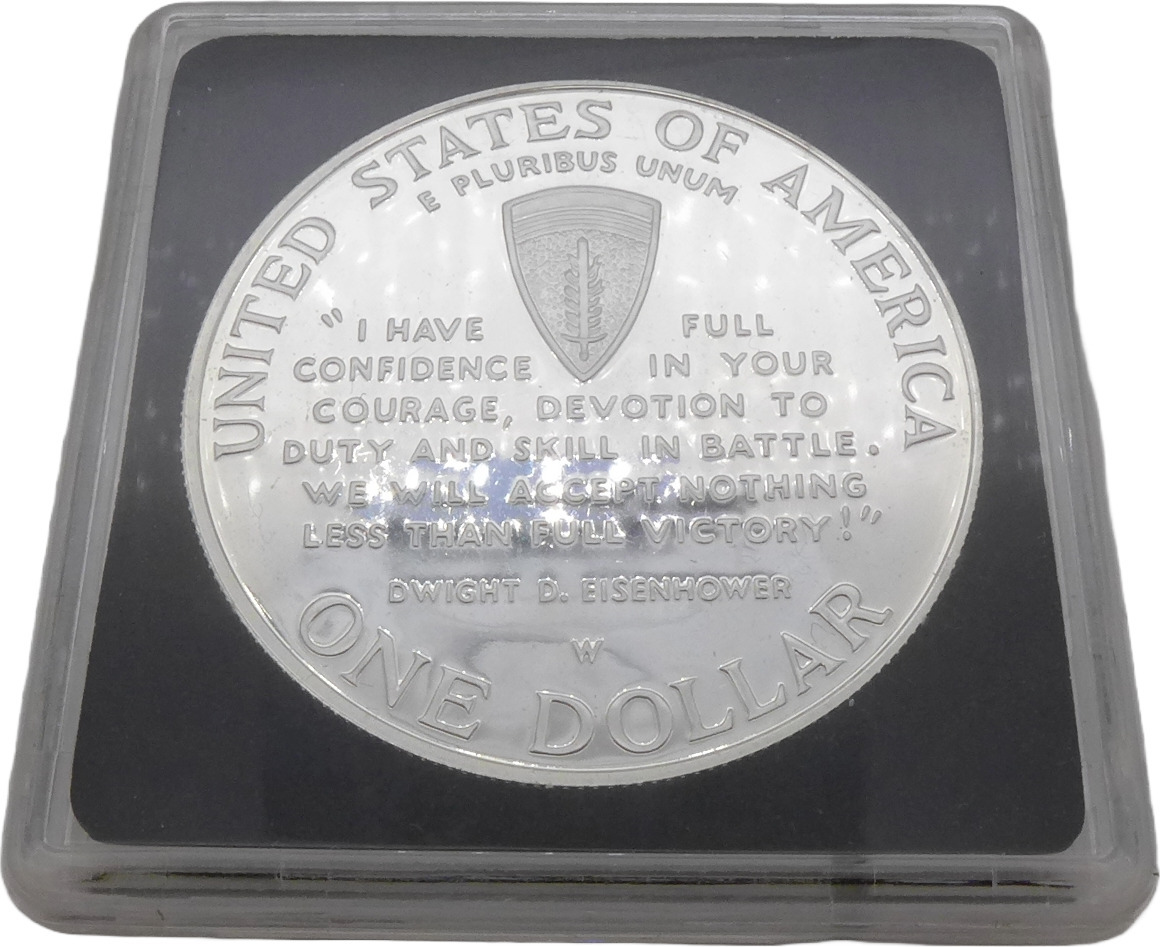 UNITED STATES OF AMERICA
E PLURIBUS UNUM
"I HAVE FULL
CONFIDENCE IN YOUR
COURAGE, DEVOTION TO
DUTY AND SKILL IN BATTLE.
WE WILL ACCEPT NOTHING
LESS THAN FULL VICTORY!"
DWIGHT D. EISENHOWER
W
ONE DOLLAR